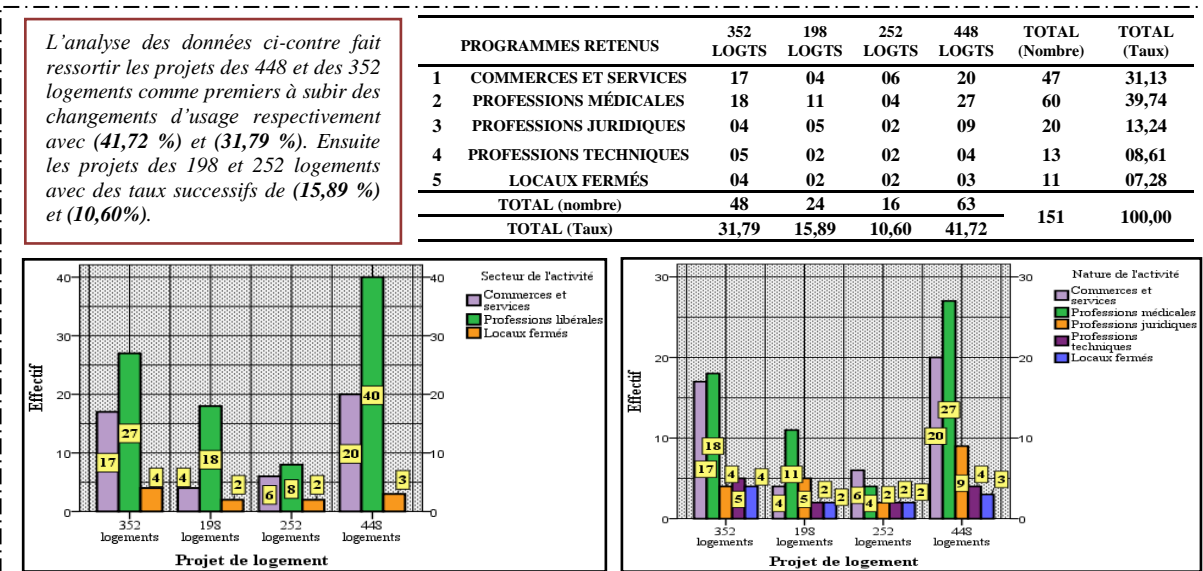 L'analyse des données ci-contre fait
ressortir les projets des 448 et des 352
logements comme premiers à subir des
changements d'usage respectivement
avec (41,72 %) et (31,79 %). Ensuite
les projets des 198 et 252 logements
avec des taux successifs de (15,89 %)
et (10,60%).
PROGRAMMES RETENUS 352 LOGTS 198 LOGTS 252 LOGTS 448 LOGTS TOTAL (Nombre) TOTAL (Taux)
1 COMMERCES ET SERVICES 17 04 06 20 47 31,13
2 PROFESSIONS MÉDICALES 18 11 04 27 60 39,74
3 PROFESSIONS JURIDIQUES 04 05 02 09 20 13,24
4 PROFESSIONS TECHNIQUES 05 02 02 04 13 08,61
5 LOCAUX FERMÉS 04 02 02 03 11 07,28
TOTAL (nombre) 48 24 16 63 151 100,00
TOTAL (Taux) 31,79 15,89 10,60 41,72
Effectif
40
30
20
10
0
40
30
20
10
0
17 27 4
4 18 2
6 8 2
20 40 3
352 logements
198 logements
252 logements
448 logements
Projet de logement
Secteur de l'activité
Commerces et
services
Professions libérales
Locaux fermés
Effectif
30
20
10
0
30
20
10
0
17 18 4 5 4
4 11 5 2 2
6 4 2 2 2
20 27 9 4 3
352 logements
198 logements
252 logements
448 logements
Projet de logement
Nature de l'activité
Commerces et
services
Professions médicales
Professions juridiques
Professions
techniques
Locaux fermés